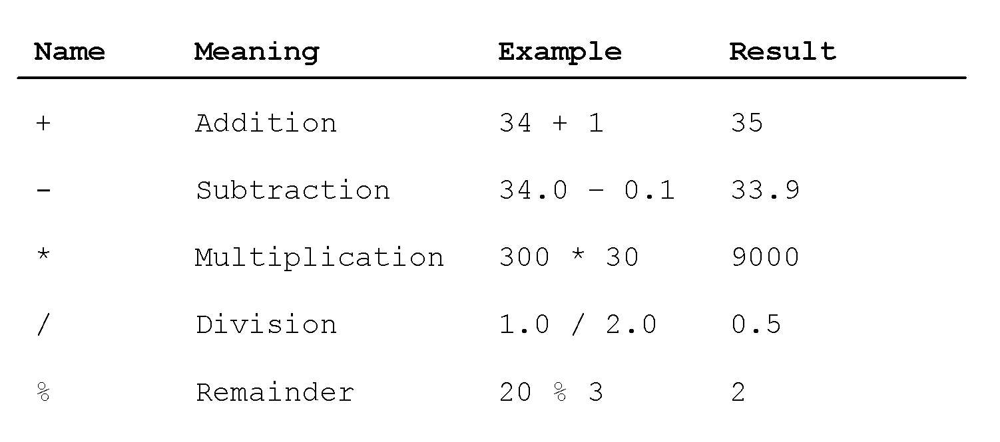 Name Meaning Example Result
+ Addition 34 + 1 35
- Subtraction 34.0 – 0.1 33.9
* Multiplication 300 * 30 9000
/ Division 1.0 / 2.0 0.5
% Remainder 20 % 3 2